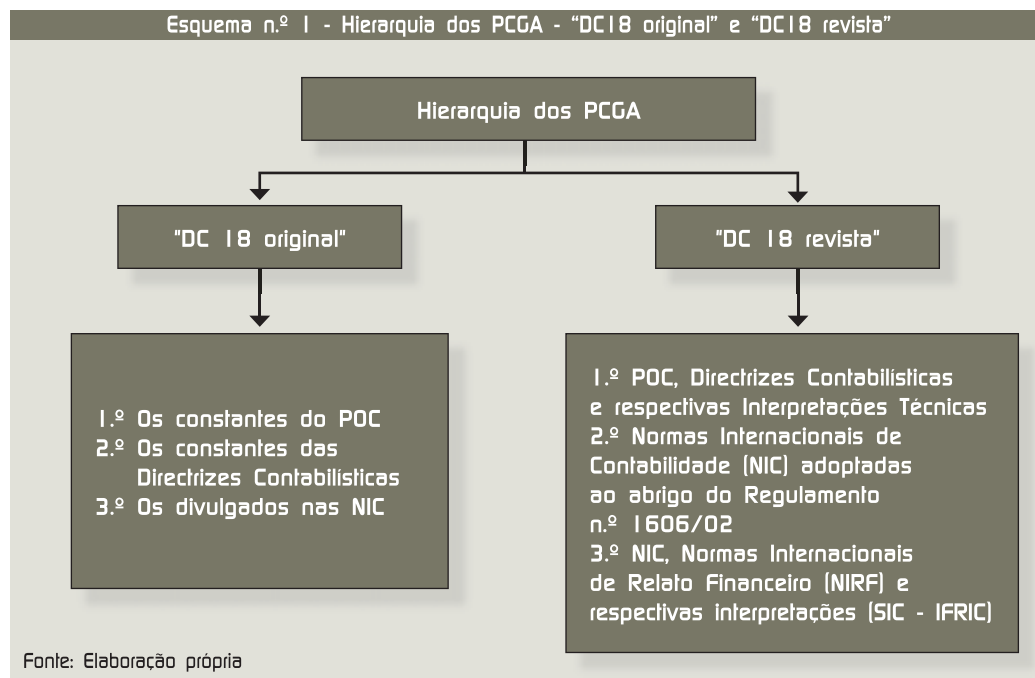 Esquema n.º 1 - Hierarquia dos PCGA - “DC18 original” e “DC18 revista”
Hierarquia dos PCGA
"DC 18 original"
"DC 18 revista"
1.º Os constantes do POC
2.º Os constantes das
Directrizes Contabilísticas
3.º Os divulgados nas NIC
1.º POC, Directrizes Contabilísticas
e respectivas Interpretações Técnicas
2.º Normas Internacionais de
Contabilidade (NIC) adoptadas
ao abrigo do Regulamento
n.º 1606/02
3.º NIC, Normas Internacionais
de Relato Financeiro (NIRF) e
respectivas interpretações (SIC - IFRIC)
Fonte: Elaboração própria